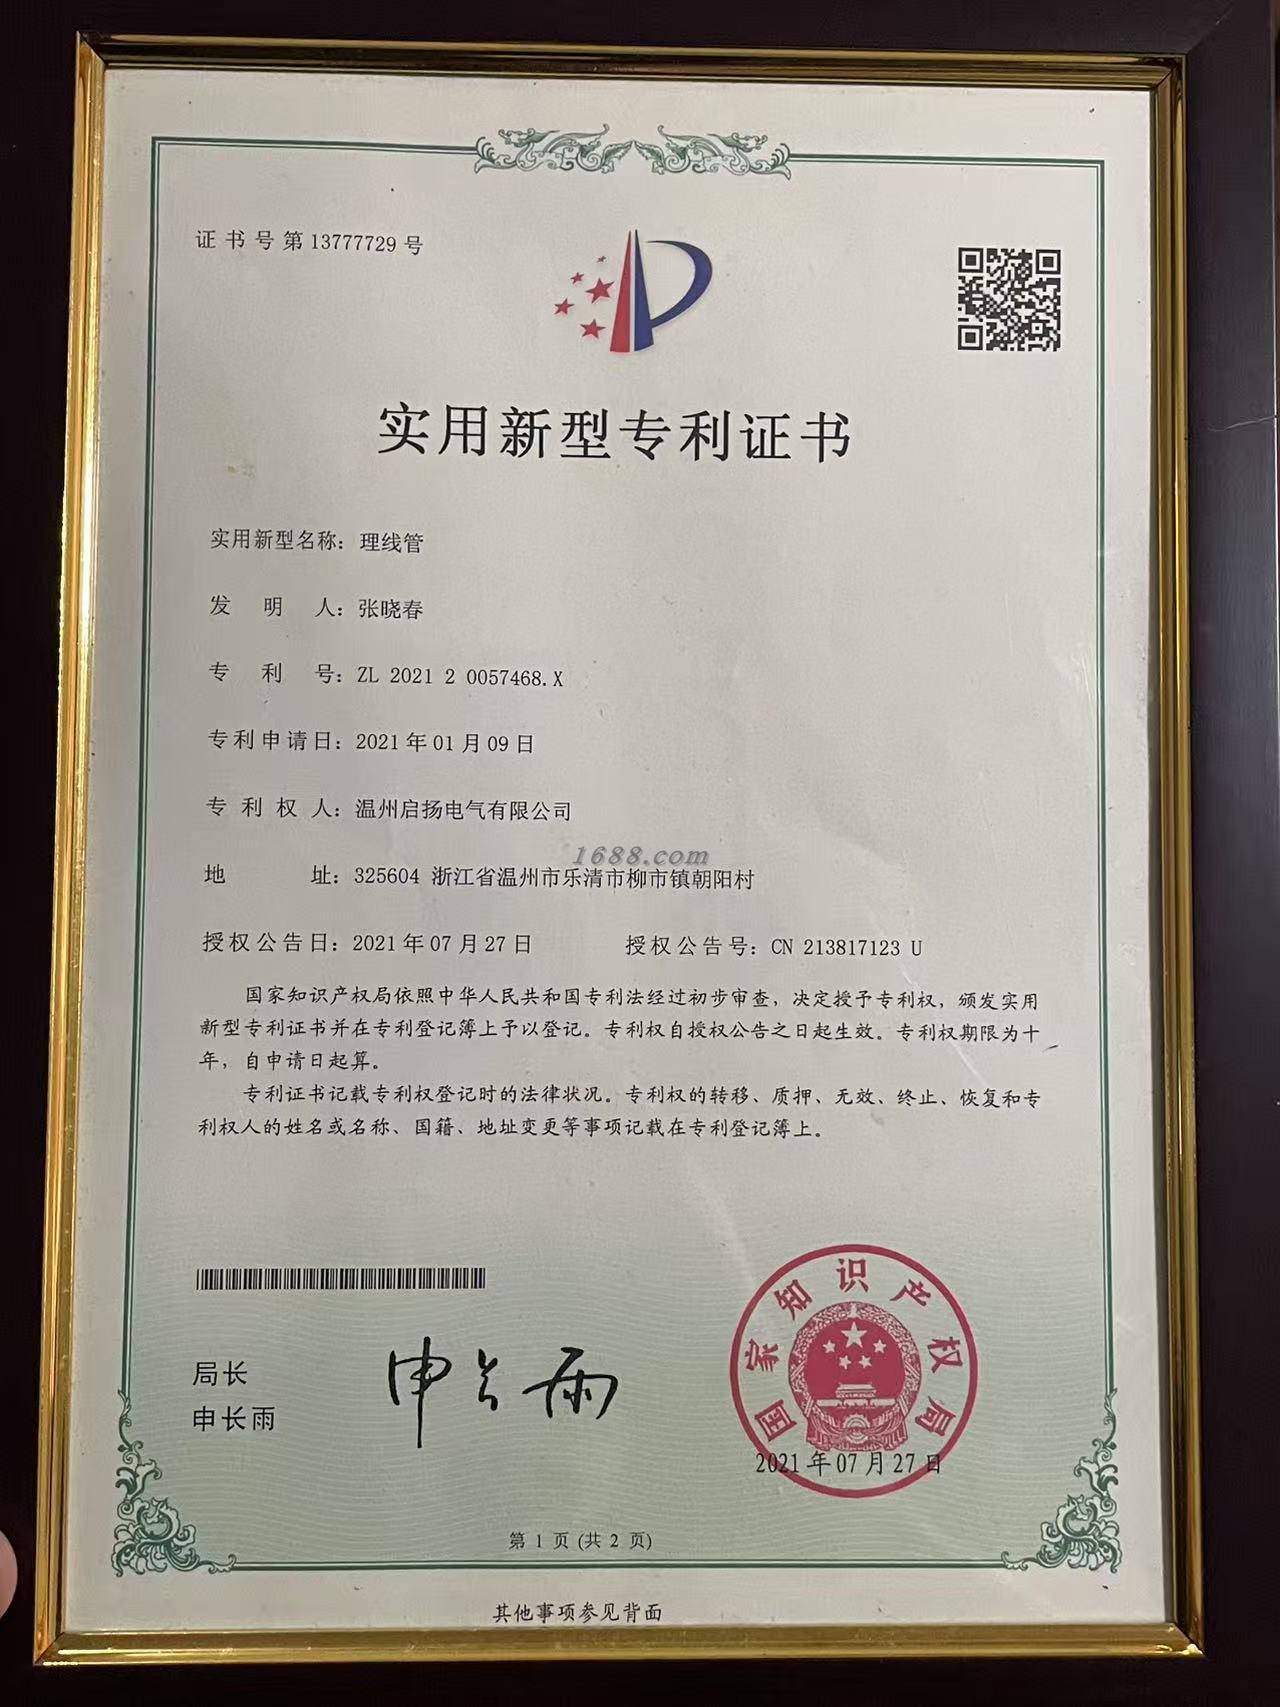 证书号第13777729号
实用新型专利证书
实用新型名称：理线管
发明人：张晓春
专利号：ZL 2021 2 0057468.X
专利申请日：2021年01月09日
专利权人：温州启扬电气有限公司
1688.com
地址：325604 浙江省温州市乐清市柳市镇朝阳村
授权公告日：2021年07月27日 授权公告号：CN 213817123 U
国家知识产权局依照中华人民共和国专利法经过初步审查，决定授予专利权，颁发实用
新型专利证书并在专利登记簿上予以登记。专利权自授权公告之日起生效。专利权期限为十
年，自申请日起算。
专利证书记载专利权登记时的法律状况。专利权的转移、质押、无效、终止、恢复和专
利权人的姓名或名称、国籍、地址变更等事项记载在专利登记簿上。
局长
申长雨
申长雨
国家知识产权局
2021年07月27日
第 1 页 (共 2 页)
其他事项参见背面